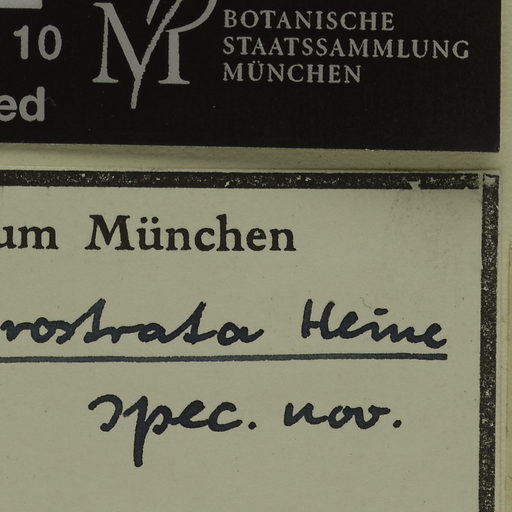 10
ed
M
BOTANISCHE
STAATSSAMMLUNG
MÜNCHEN
um München
rostrata Heine
spec. nov.